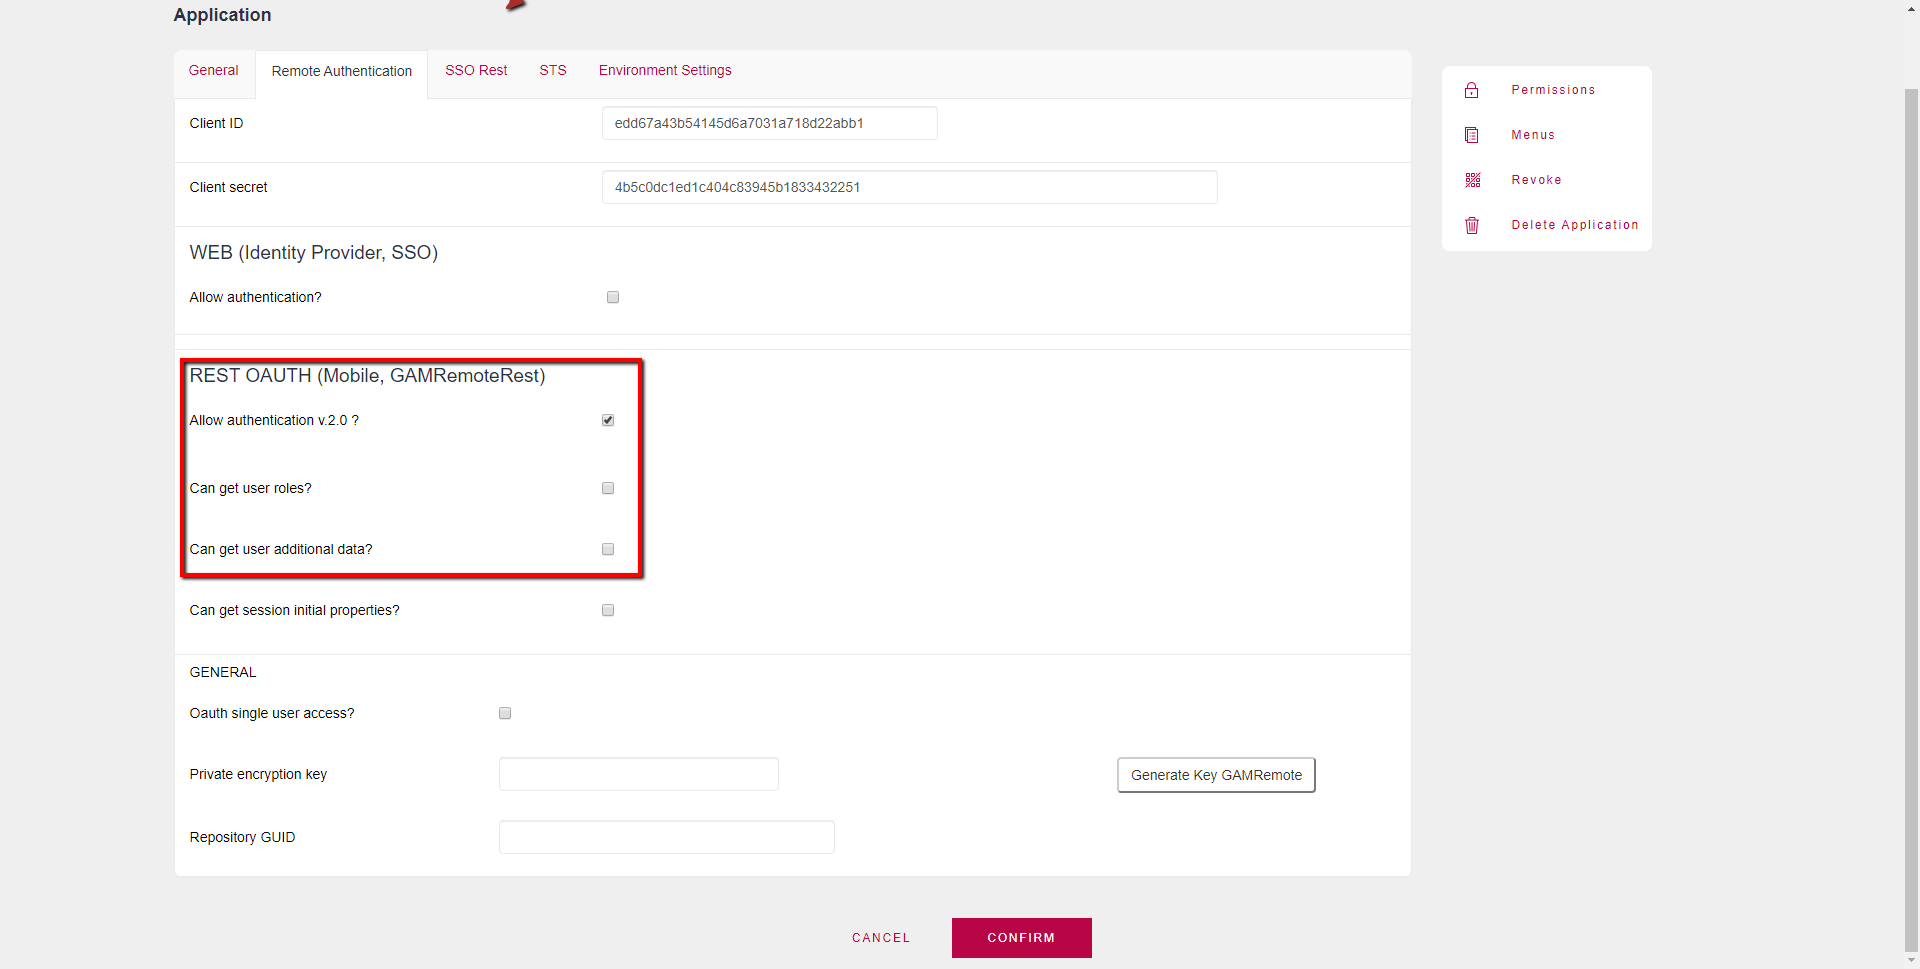 Application
General Remote Authentication SSO Rest STS Environment Settings
Client ID edd67a43b54145d6a7031a718d22abb1
Client secret 4b5c0dc1ed1c404c83945b1833432251
WEB (Identity Provider, SSO)
Allow authentication?
REST OAUTH (Mobile, GAMRemoteRest)
Allow authentication v.2.0 ?
Can get user roles?
Can get user additional data?
Can get session initial properties?
GENERAL
Oauth single user access?
Private encryption key Generate Key GAMRemote
Repository GUID
CANCEL CONFIRM
Permissions
Menus
Revoke
Delete Application